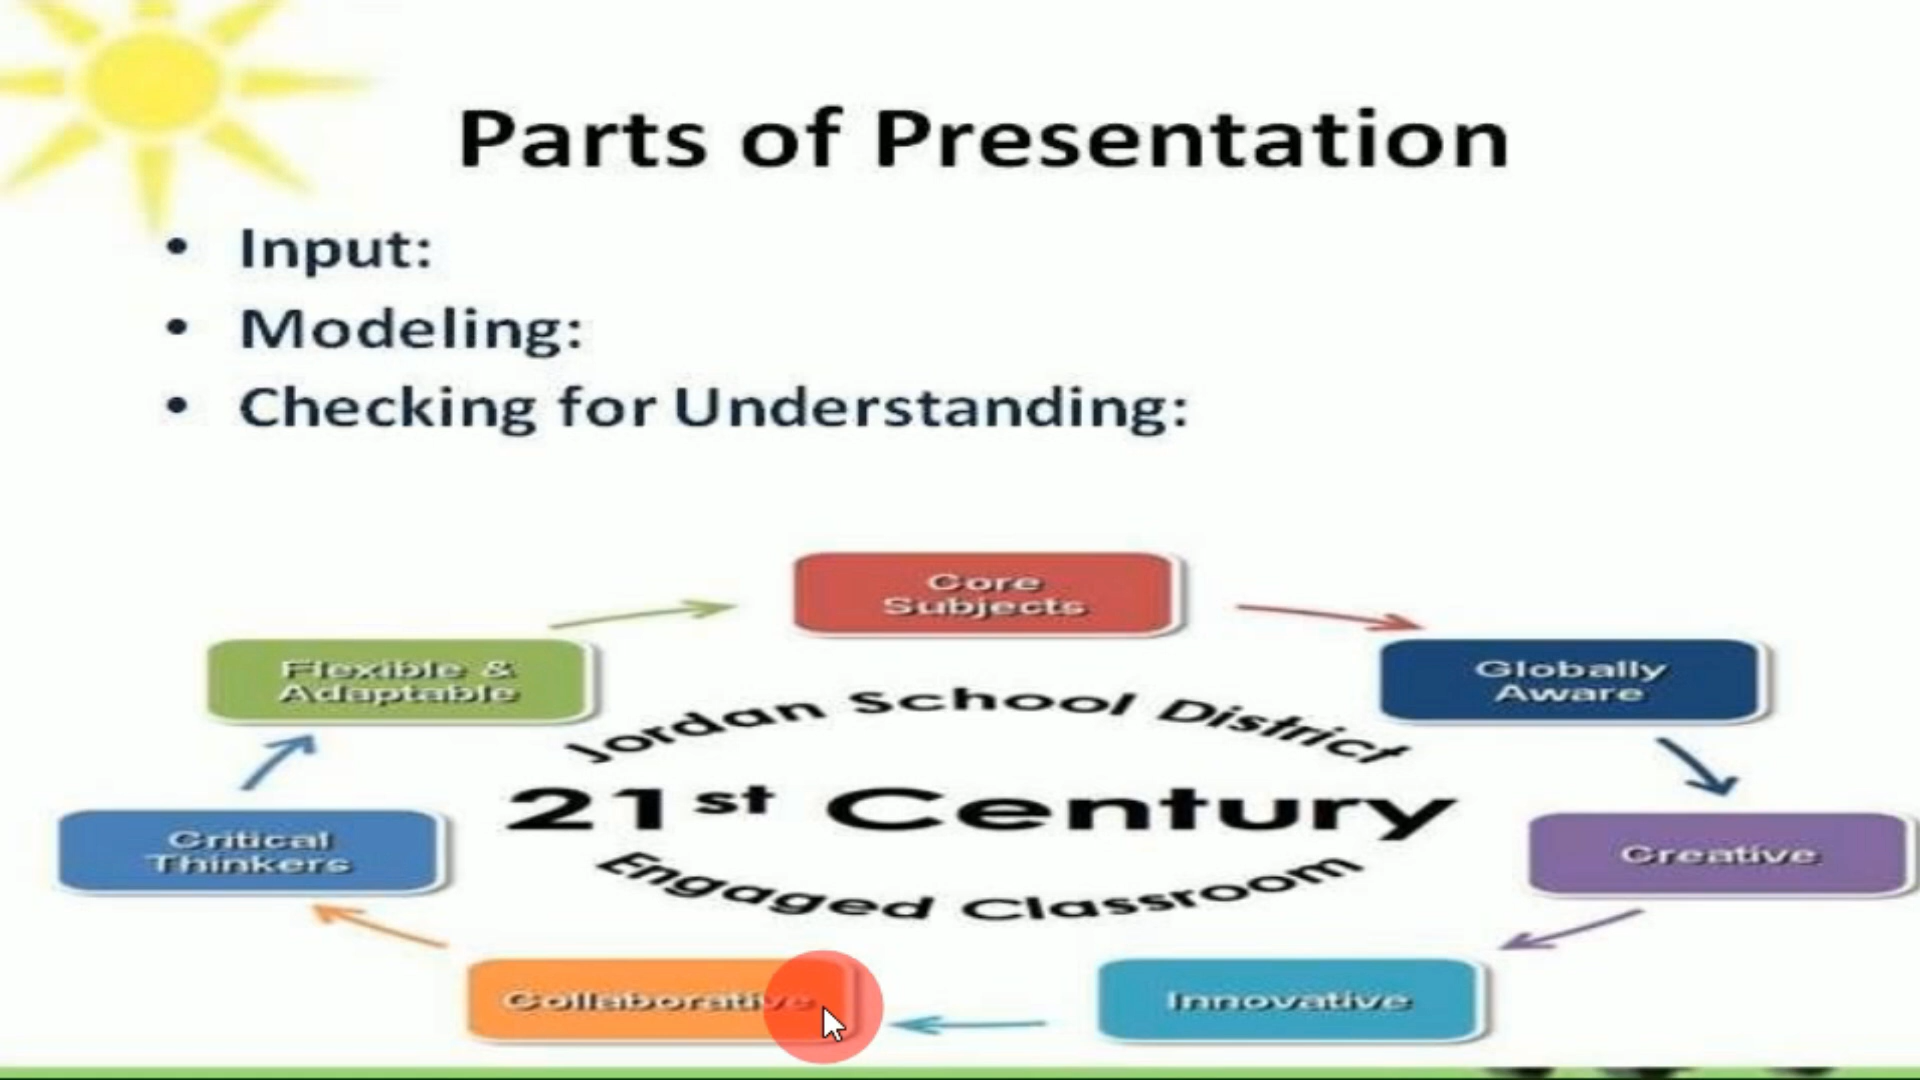 Parts of Presentation
• Input:
• Modeling:
• Checking for Understanding:
Core
Subjects
Globally
Aware
Creative
Innovative
Collaborative
Critical
Thinkers
Flexible &
Adaptable
Jordan School District
21st Century
Engaged Classroom